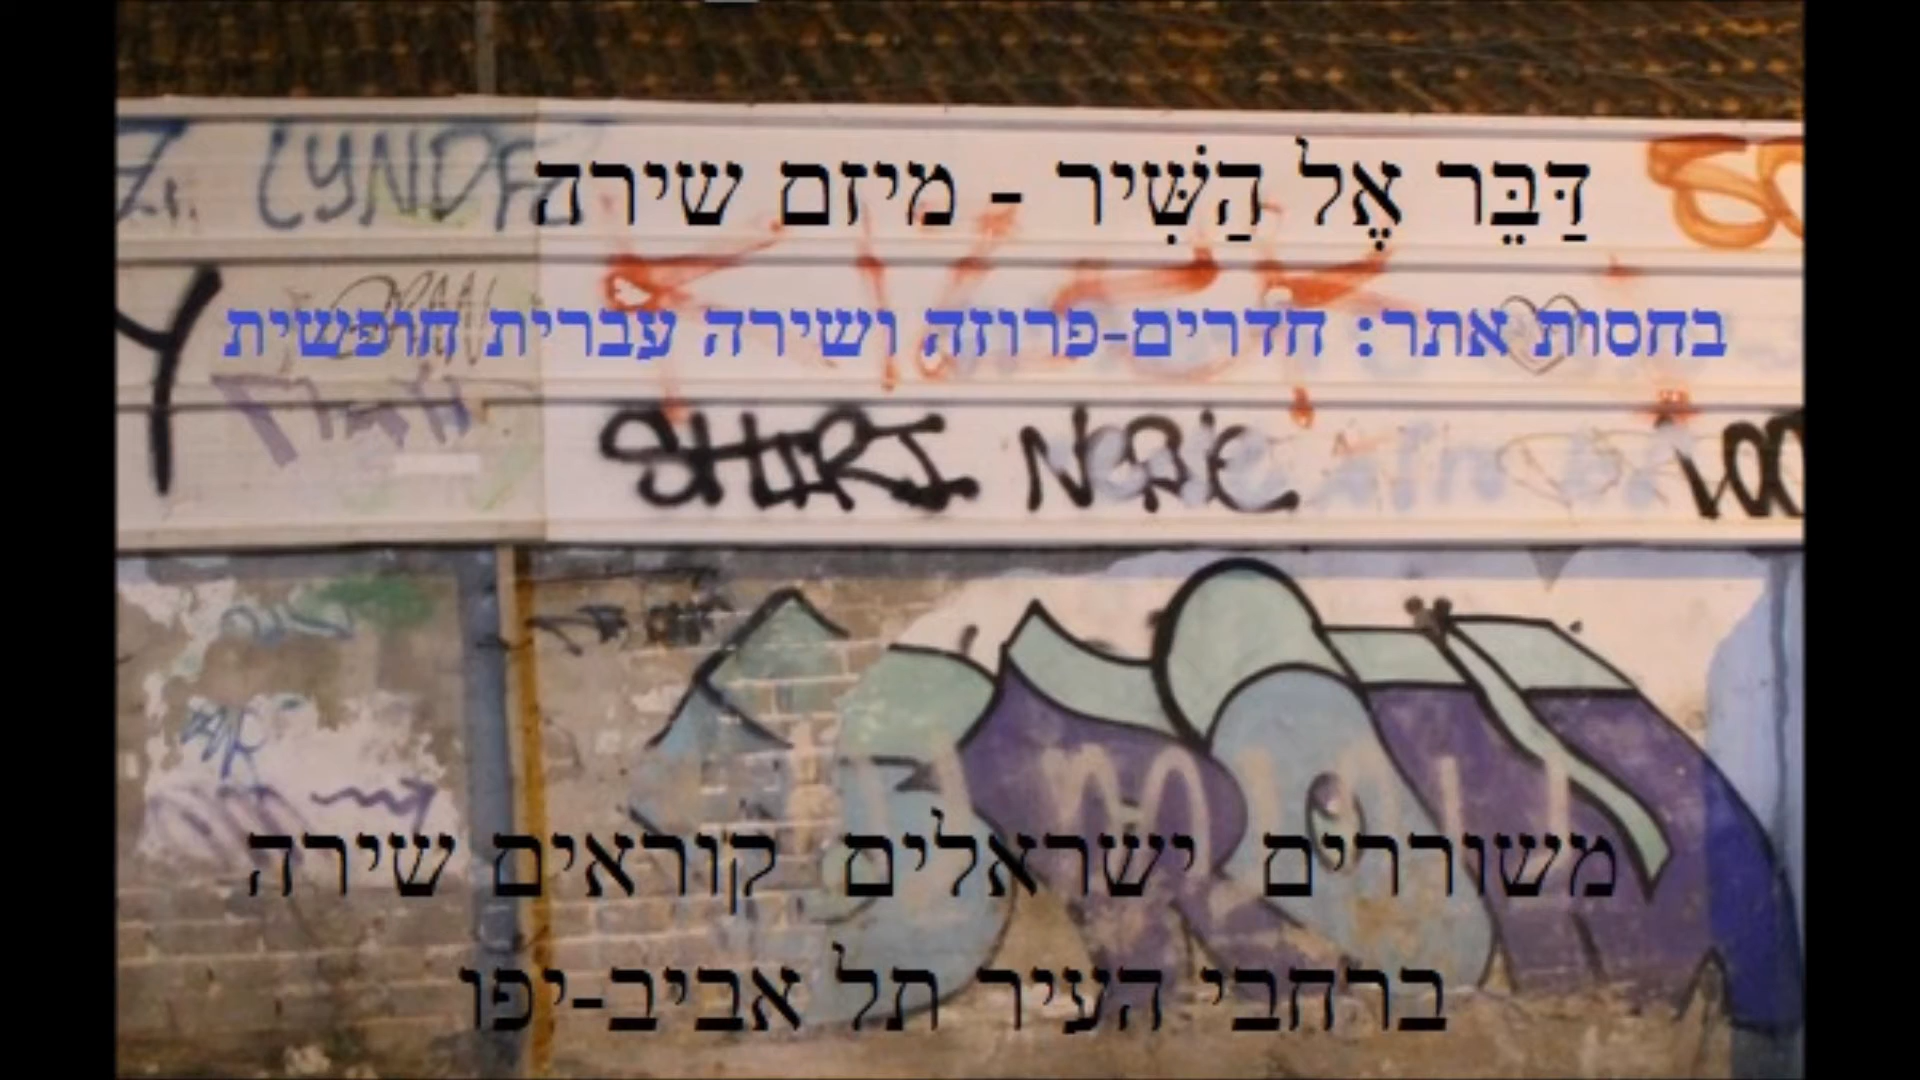 דַּבֵּר אֶל הַשִּׁיר - מיזם שירה
בחסות אתר: חדרים-פרוזה ושירה עברית חופשית
SHIRI
משוררים ישראלים קוראים שירה
ברחבי העיר תל אביב-יפו